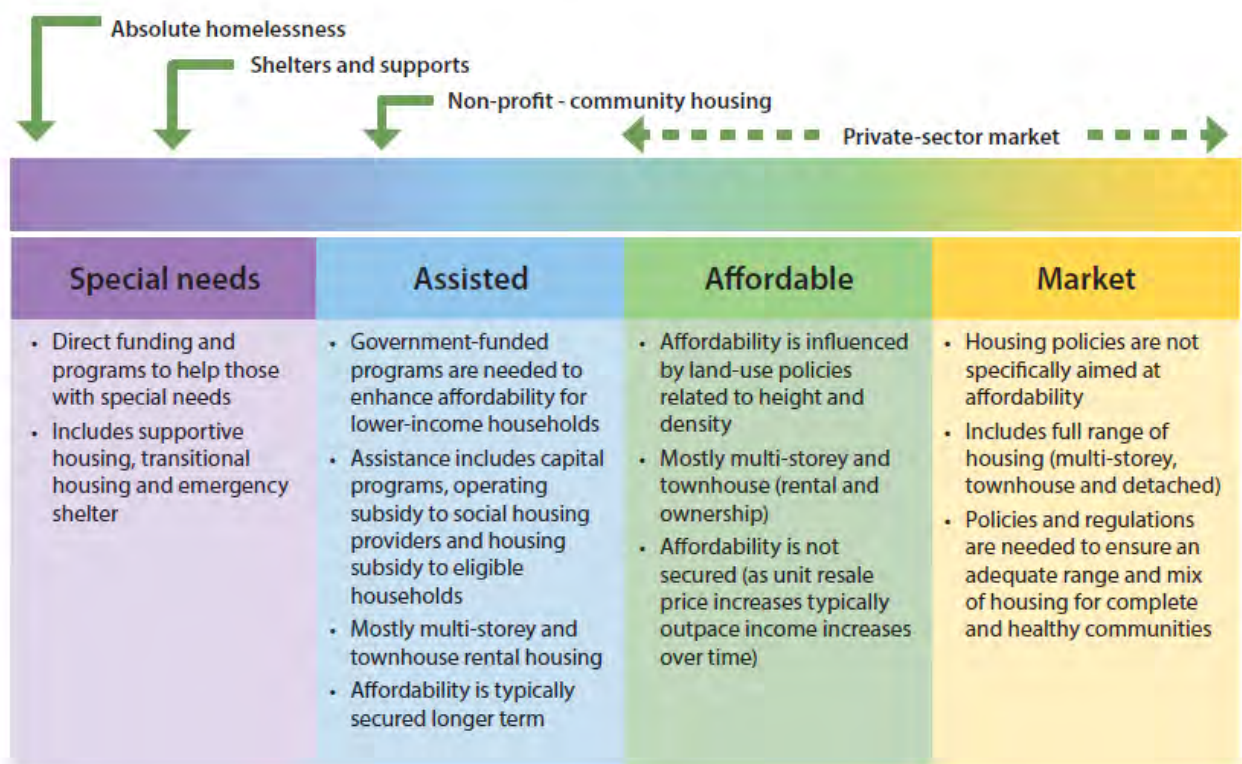 Absolute homelessness
Shelters and supports
Non-profit - community housing
Private-sector market
Special needs
• Direct funding and
programs to help those
with special needs
• Includes supportive
housing, transitional
housing and emergency
shelter
Assisted
• Government-funded
programs are needed to
enhance affordability for
lower-income households
• Assistance includes capital
programs, operating
subsidy to social housing
providers and housing
subsidy to eligible
households
• Mostly multi-storey and
townhouse rental housing
• Affordability is typically
secured longer term
Affordable
• Affordability is influenced
by land-use policies
related to height and
density
• Mostly multi-storey and
townhouse (rental and
ownership)
• Affordability is not
secured (as unit resale
price increases typically
outpace income increases
over time)
Market
• Housing policies are not
specifically aimed at
affordability
• Includes full range of
housing (multi-storey,
townhouse and detached)
• Policies and regulations
are needed to ensure an
adequate range and mix
of housing for complete
and healthy communities